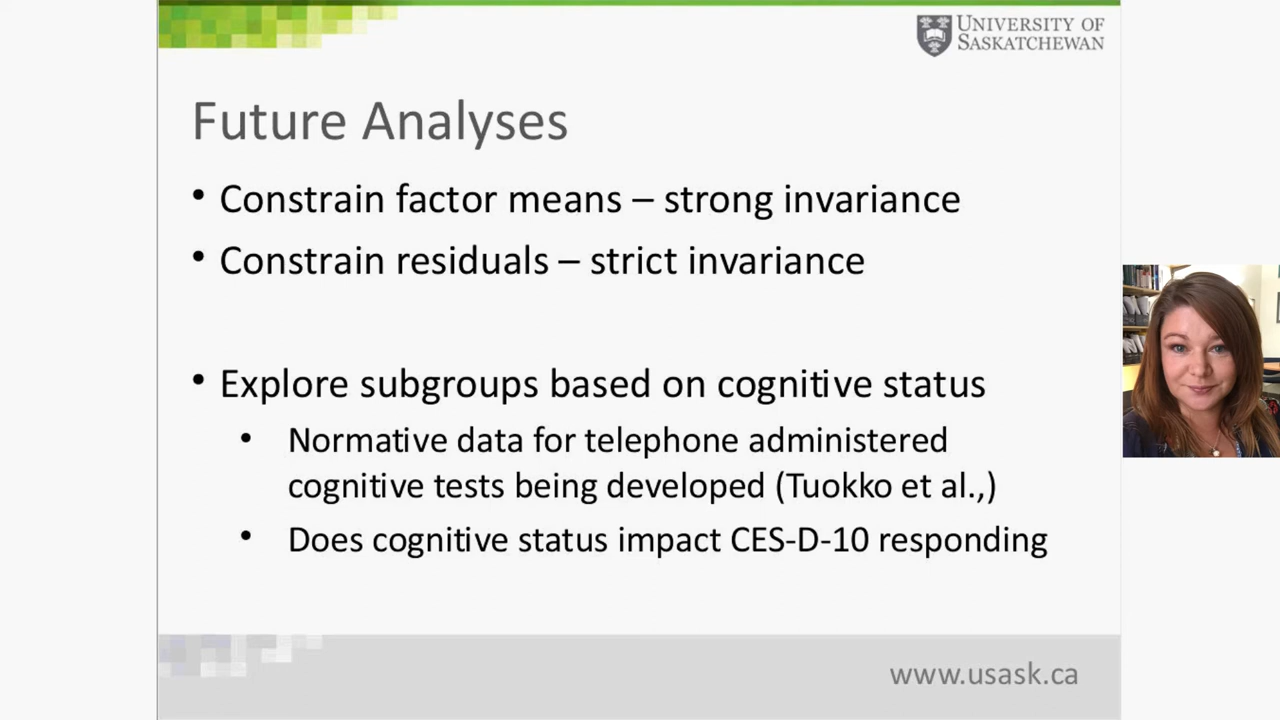 UNIVERSITY OF
SASKATCHEWAN
Future Analyses
• Constrain factor means – strong invariance
• Constrain residuals – strict invariance
• Explore subgroups based on cognitive status
• Normative data for telephone administered
cognitive tests being developed (Tuokko et al.,)
• Does cognitive status impact CES-D-10 responding
www.usask.ca